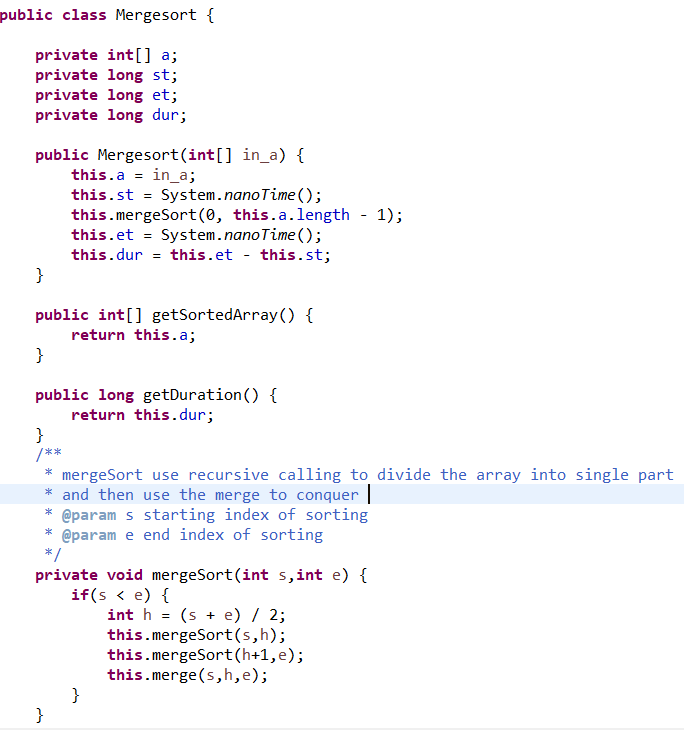 public class Mergesort {
private int[] a;
private long st;
private long et;
private long dur;
public Mergesort(int[] in_a) {
this.a = in_a;
this.st = System.nanoTime();
this.mergeSort(0, this.a.length - 1);
this.et = System.nanoTime();
this.dur = this.et - this.st;
}
public int[] getSortedArray() {
return this.a;
}
public long getDuration() {
return this.dur;
}
/**
* mergeSort use recursive calling to divide the array into single part
* and then use the merge to conquer
* @param s starting index of sorting
* @param e end index of sorting
*/
private void mergeSort(int s,int e) {
if(s < e) {
int h = (s + e) / 2;
this.mergeSort(s,h);
this.mergeSort(h+1,e);
this.merge(s,h,e);
}
}